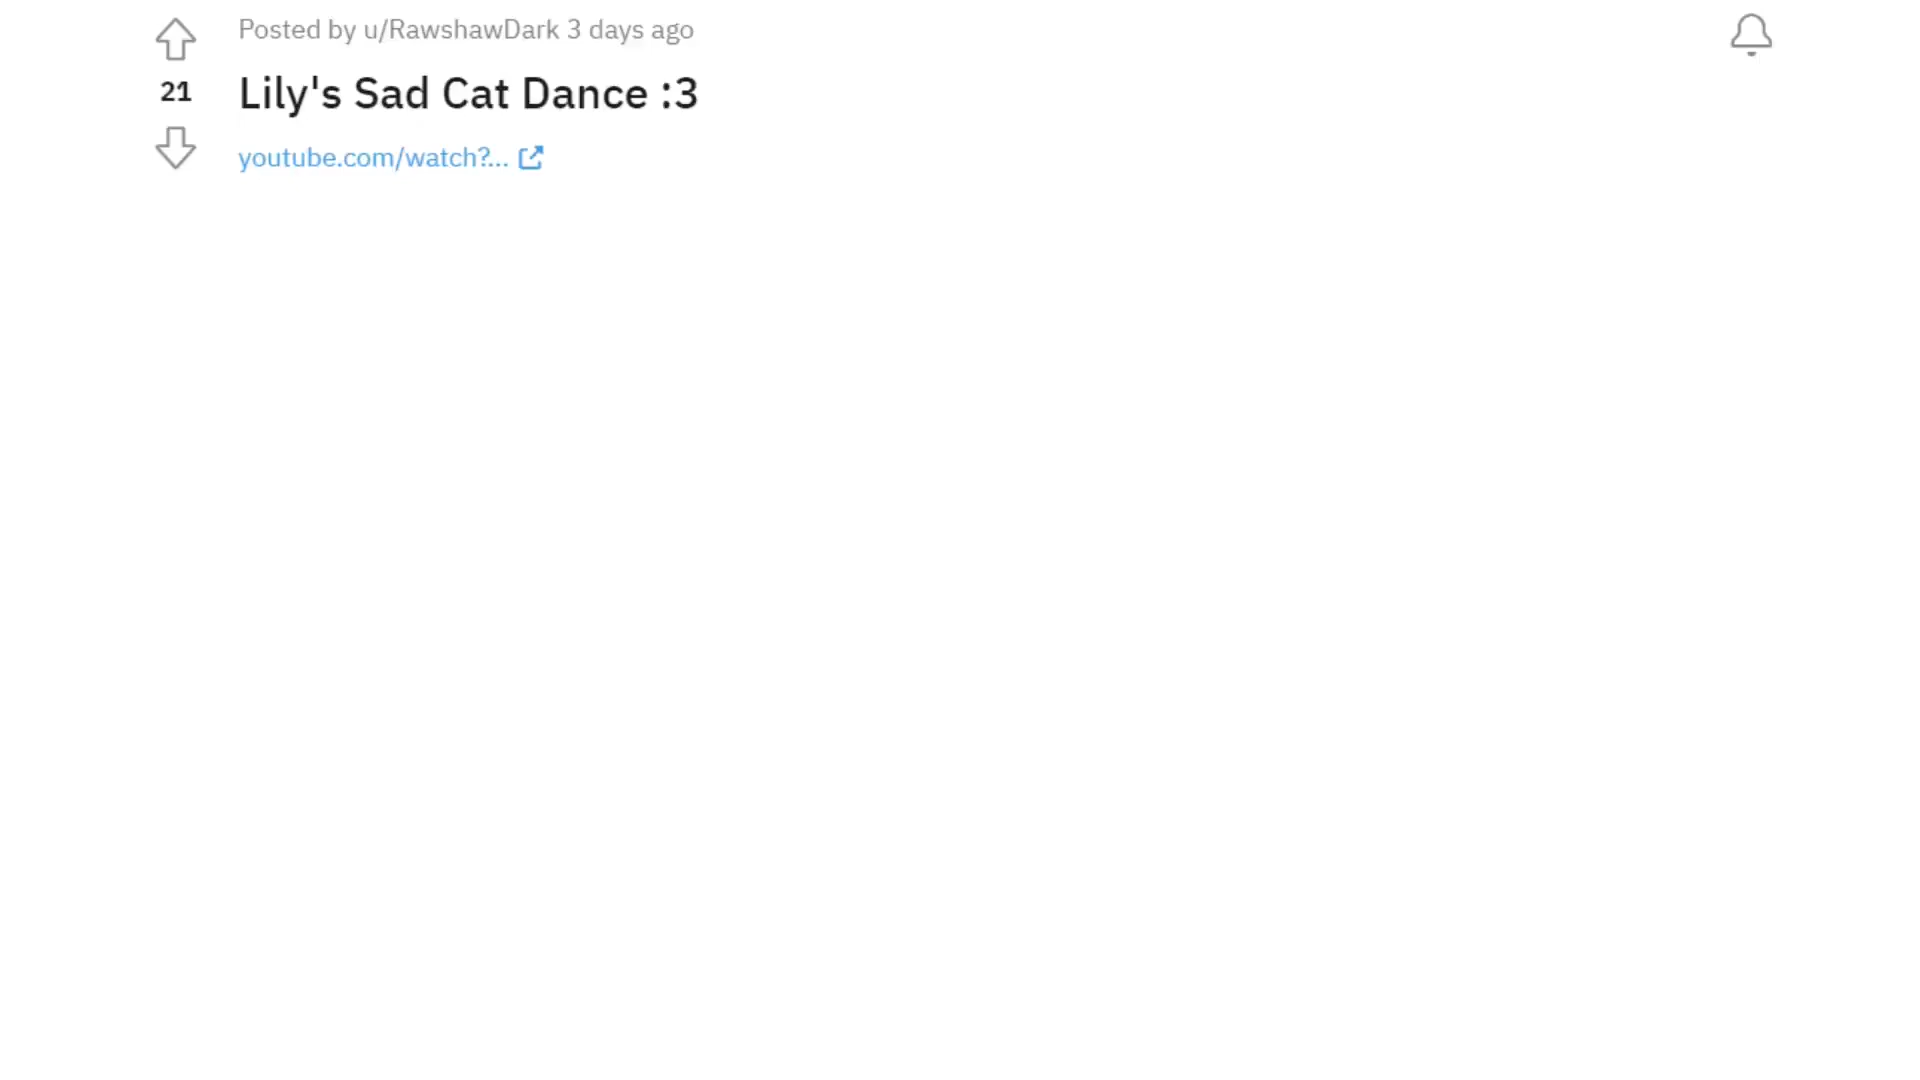 Posted by u/RawshawDark 3 days ago
21
Lily's Sad Cat Dance :3
youtube.com/watch?...